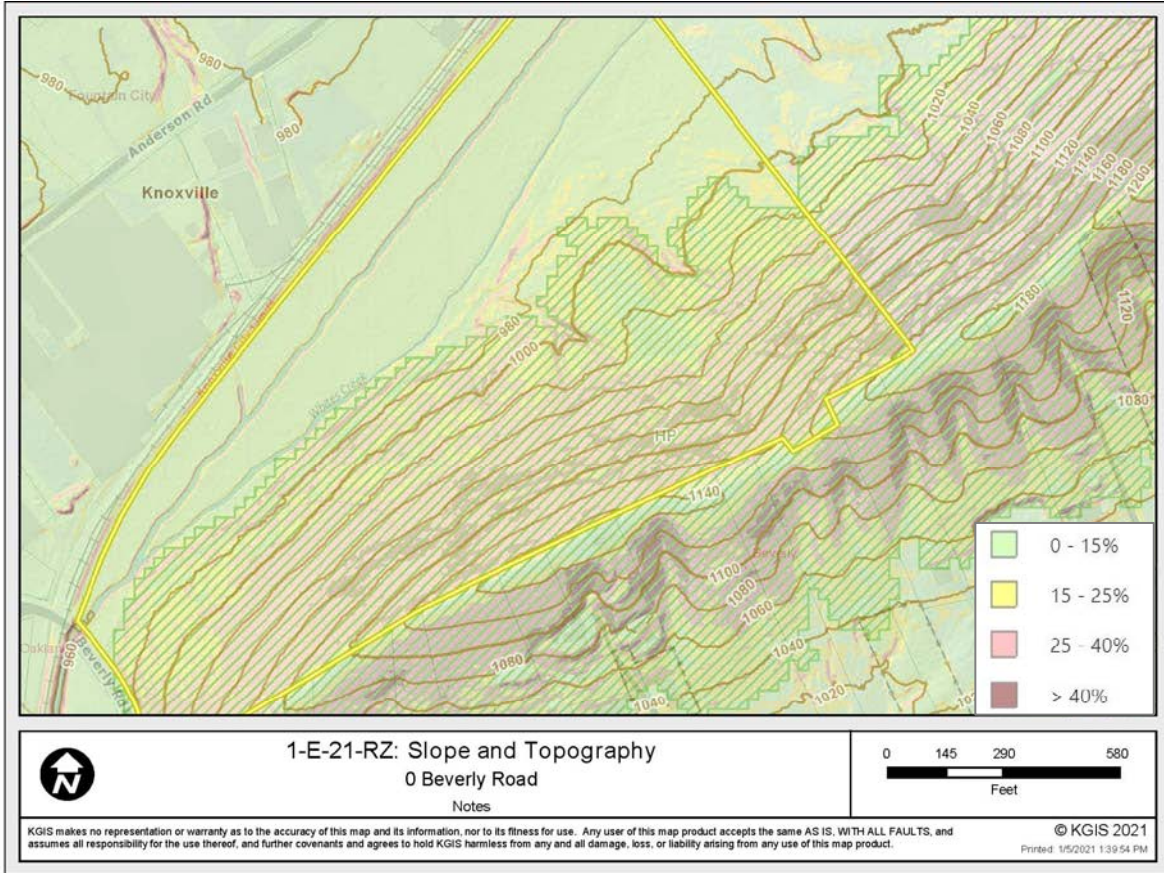 980
980
980
Fountain City
Anderson Rd
Knoxville
1020
1040
1060
1080
1100
1120
1140
1160
1180
1200
1180
1120
1080
980
1000
Whites Creek
HP
1140
Beverly
1100
1080
1060
1080
1040
1040
1020
960
Beverly Rd
0 - 15%
15 - 25%
25 - 40%
> 40%
N
1-E-21-RZ: Slope and Topography
0 Beverly Road
Notes
0 145 290 580
Feet
KGIS makes no representation or warranty as to the accuracy of this map and its information, nor to its fitness for use. Any user of this map product accepts the same AS IS, WITH ALL FAULTS, and
assumes all responsibility for the use thereof, and further covenants and agrees to hold KGIS harmless from any and all damage, loss, or liability arising from any use of this map product.
© KGIS 2021
Printed: 1/5/2021 1:39:54 PM